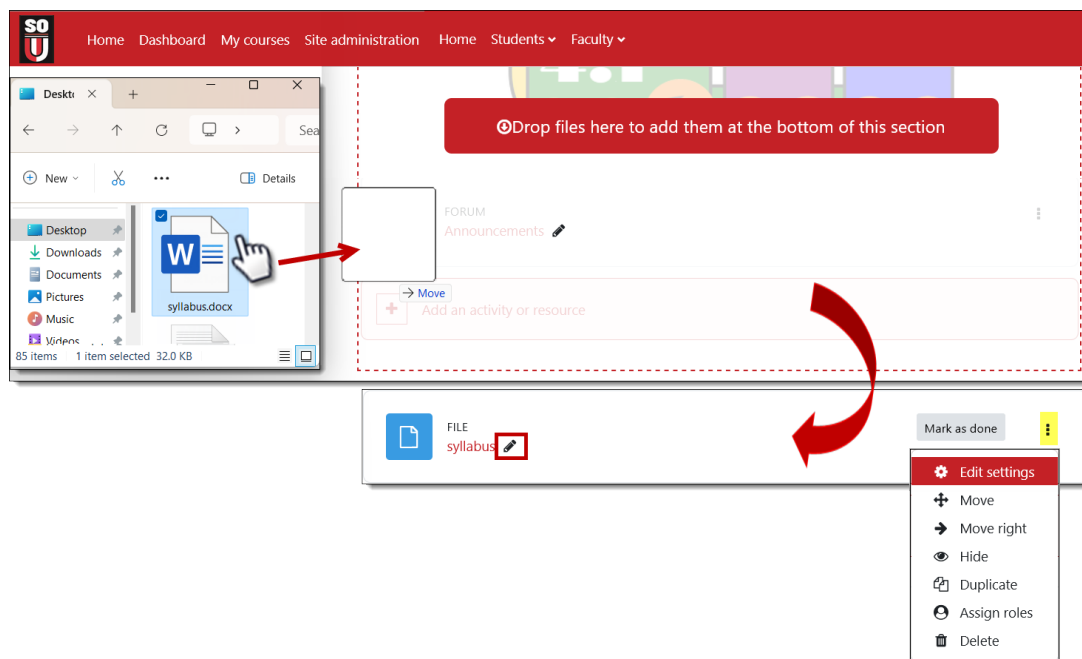 SO
U
Home Dashboard My courses Site administration Home Students Faculty
4.1
Drop files here to add them at the bottom of this section
Deskt
Sea
New
Details
Desktop
Downloads
Documents
Pictures
Music
Videos
syllabus.docx
85 items 1 item selected 32.0 KB
FORUM
Announcements
Move
Add an activity or resource
FILE
syllabus
Mark as done
Edit settings
Move
Move right
Hide
Duplicate
Assign roles
Delete